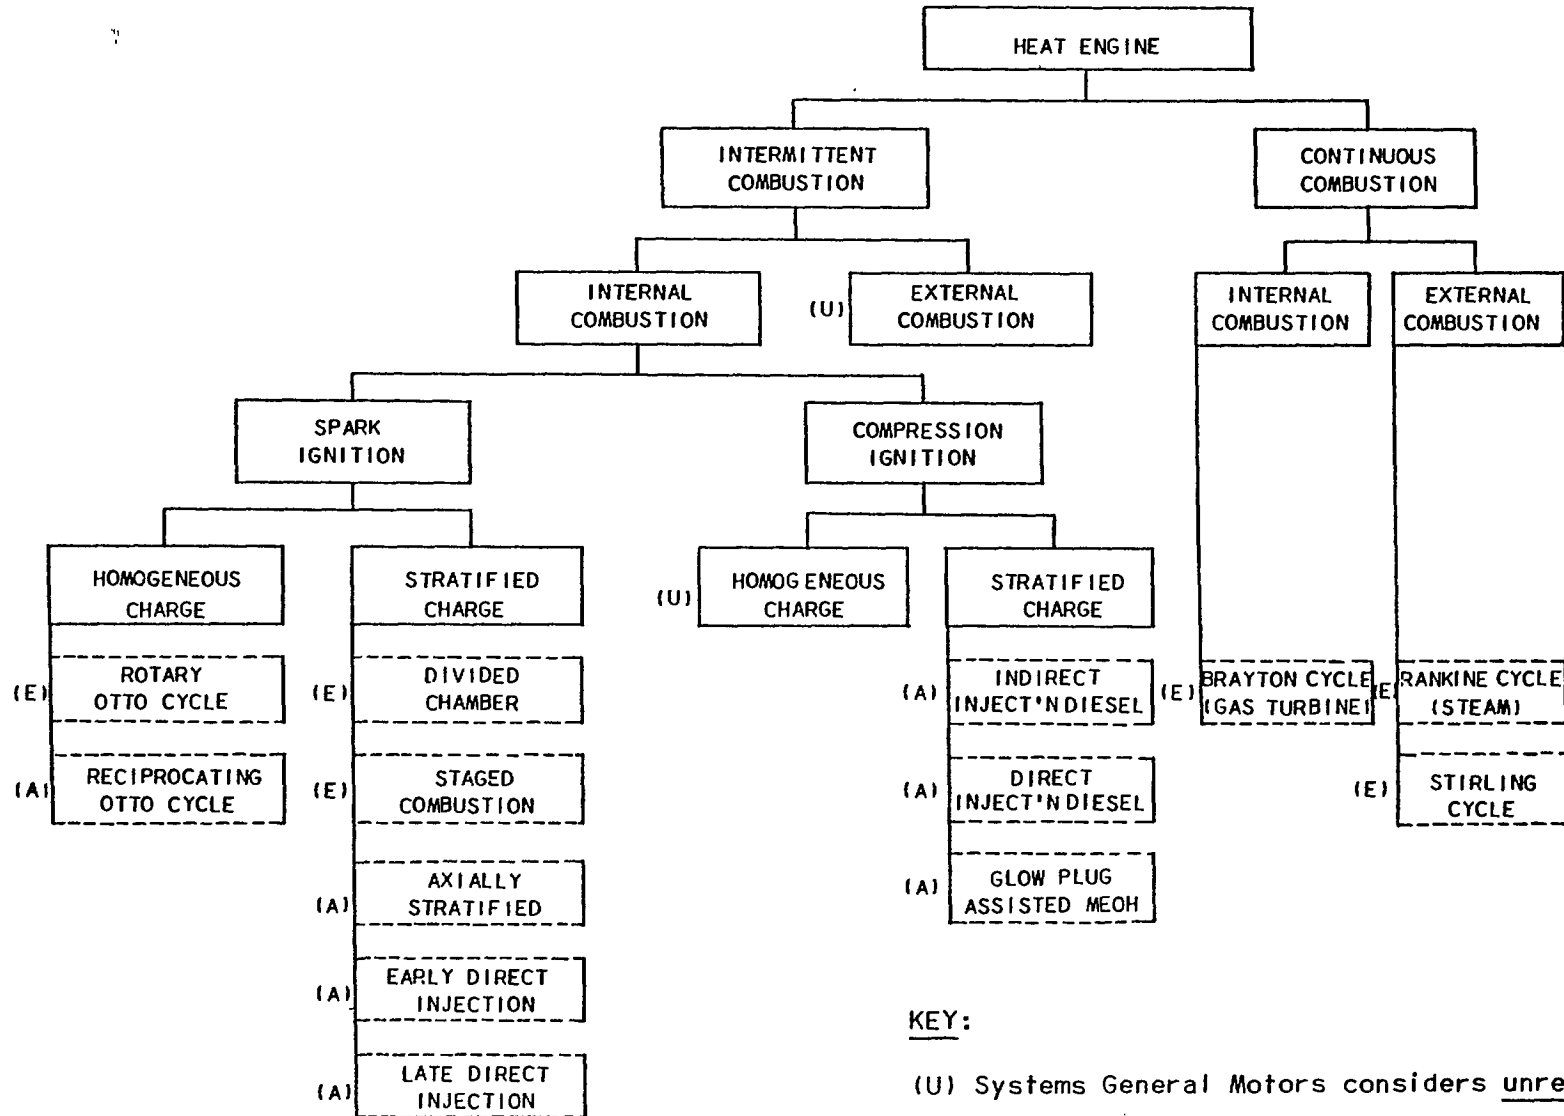 HEAT ENGINE
INTERMITTENT
COMBUSTION
CONTINUOUS
COMBUSTION
INTERNAL
COMBUSTION
(U)
EXTERNAL
COMBUSTION
INTERNAL
COMBUSTION
EXTERNAL
COMBUSTION
SPARK
IGNITION
COMPRESSION
IGNITION
HOMOGENEOUS
CHARGE
STRATIFIED
CHARGE
(U)
HOMOGENEOUS
CHARGE
STRATIFIED
CHARGE
(E)
ROTARY
OTTO CYCLE
(A)
RECIPROCATING
OTTO CYCLE
(E)
DIVIDED
CHAMBER
(E)
STAGED
COMBUSTION
(A)
AXIALLY
STRATIFIED
(A)
EARLY DIRECT
INJECTION
(A)
LATE DIRECT
INJECTION
(A)
INDIRECT
INJECT'N DIESEL
(A)
DIRECT
INJECT'N DIESEL
(A)
GLOW PLUG
ASSISTED MEOH
(E)
BRAYTON CYCLE
(GAS TURBINE)
(E)
RANKINE CYCLE
(STEAM)
(E)
STIRLING
CYCLE
KEY:
(U) Systems General Motors considers